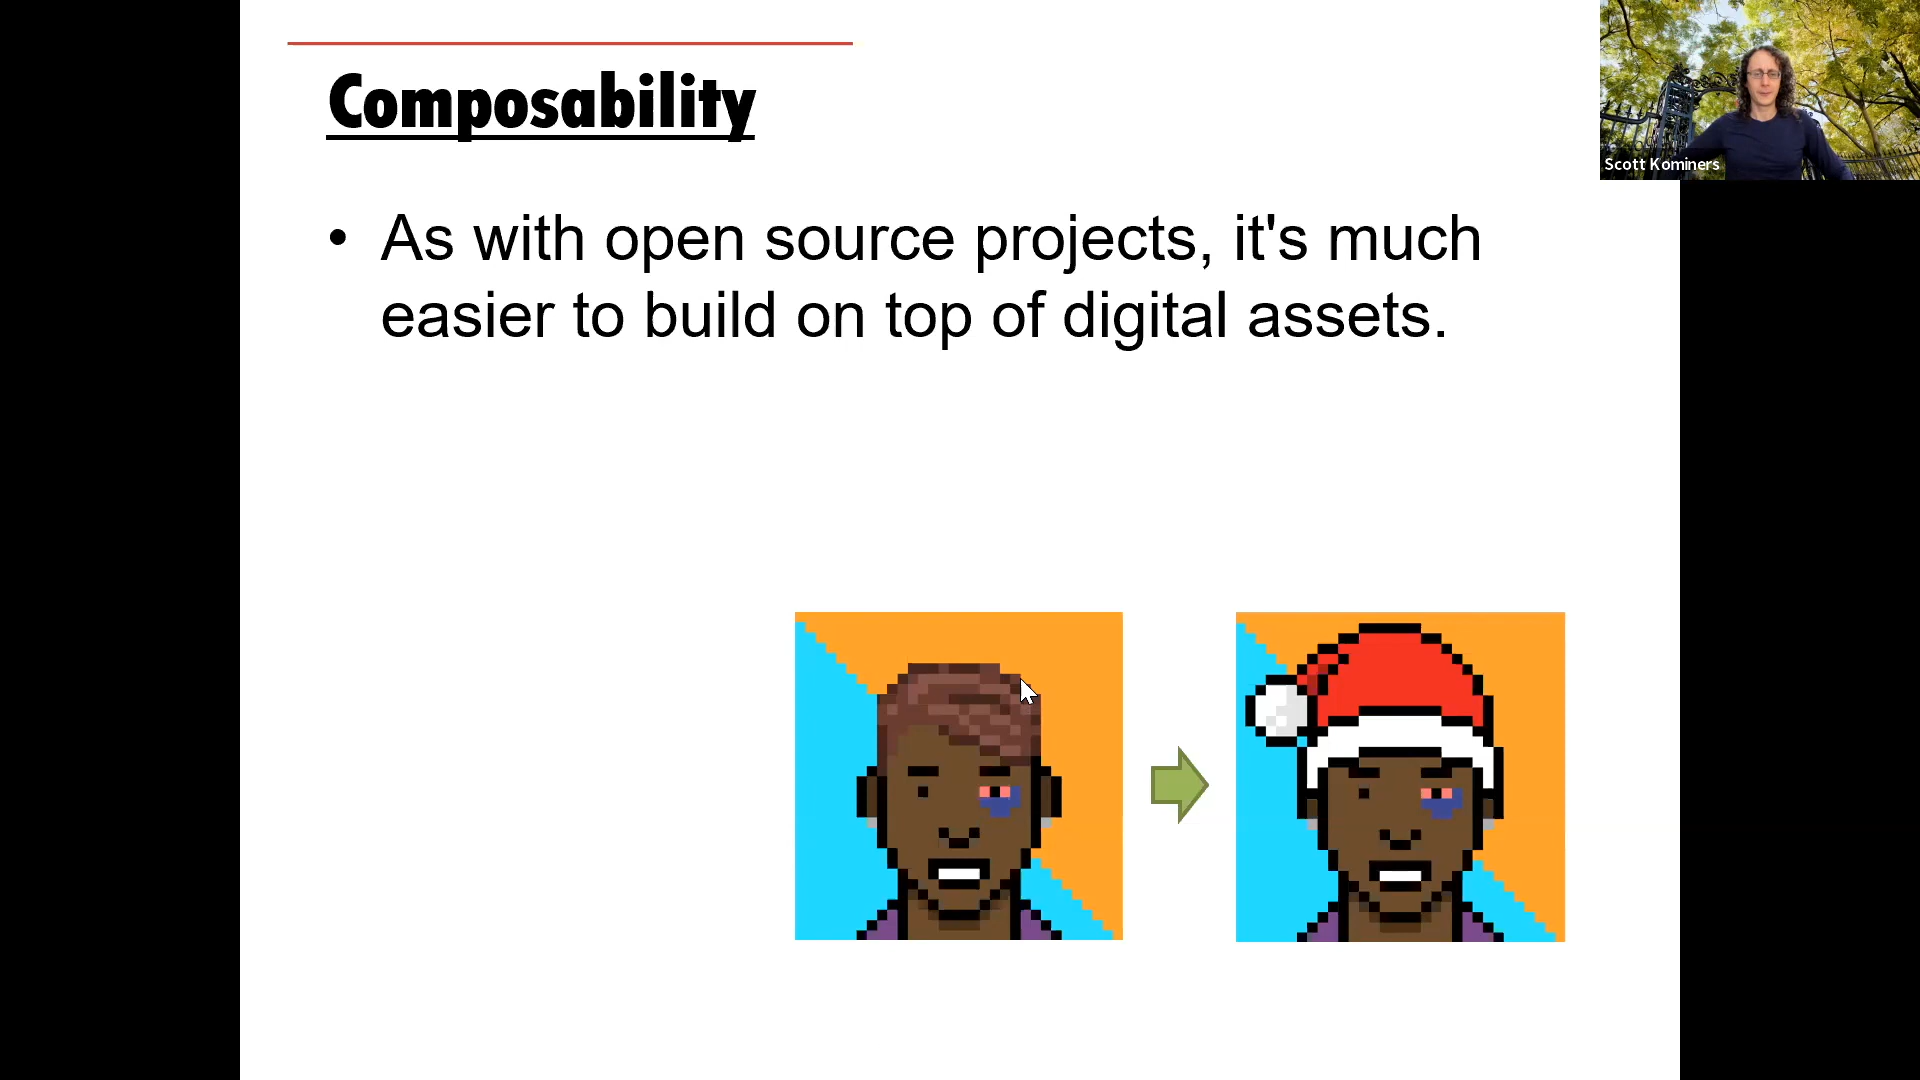 Composability
• As with open source projects, it's much
easier to build on top of digital assets.
Scott Kominers